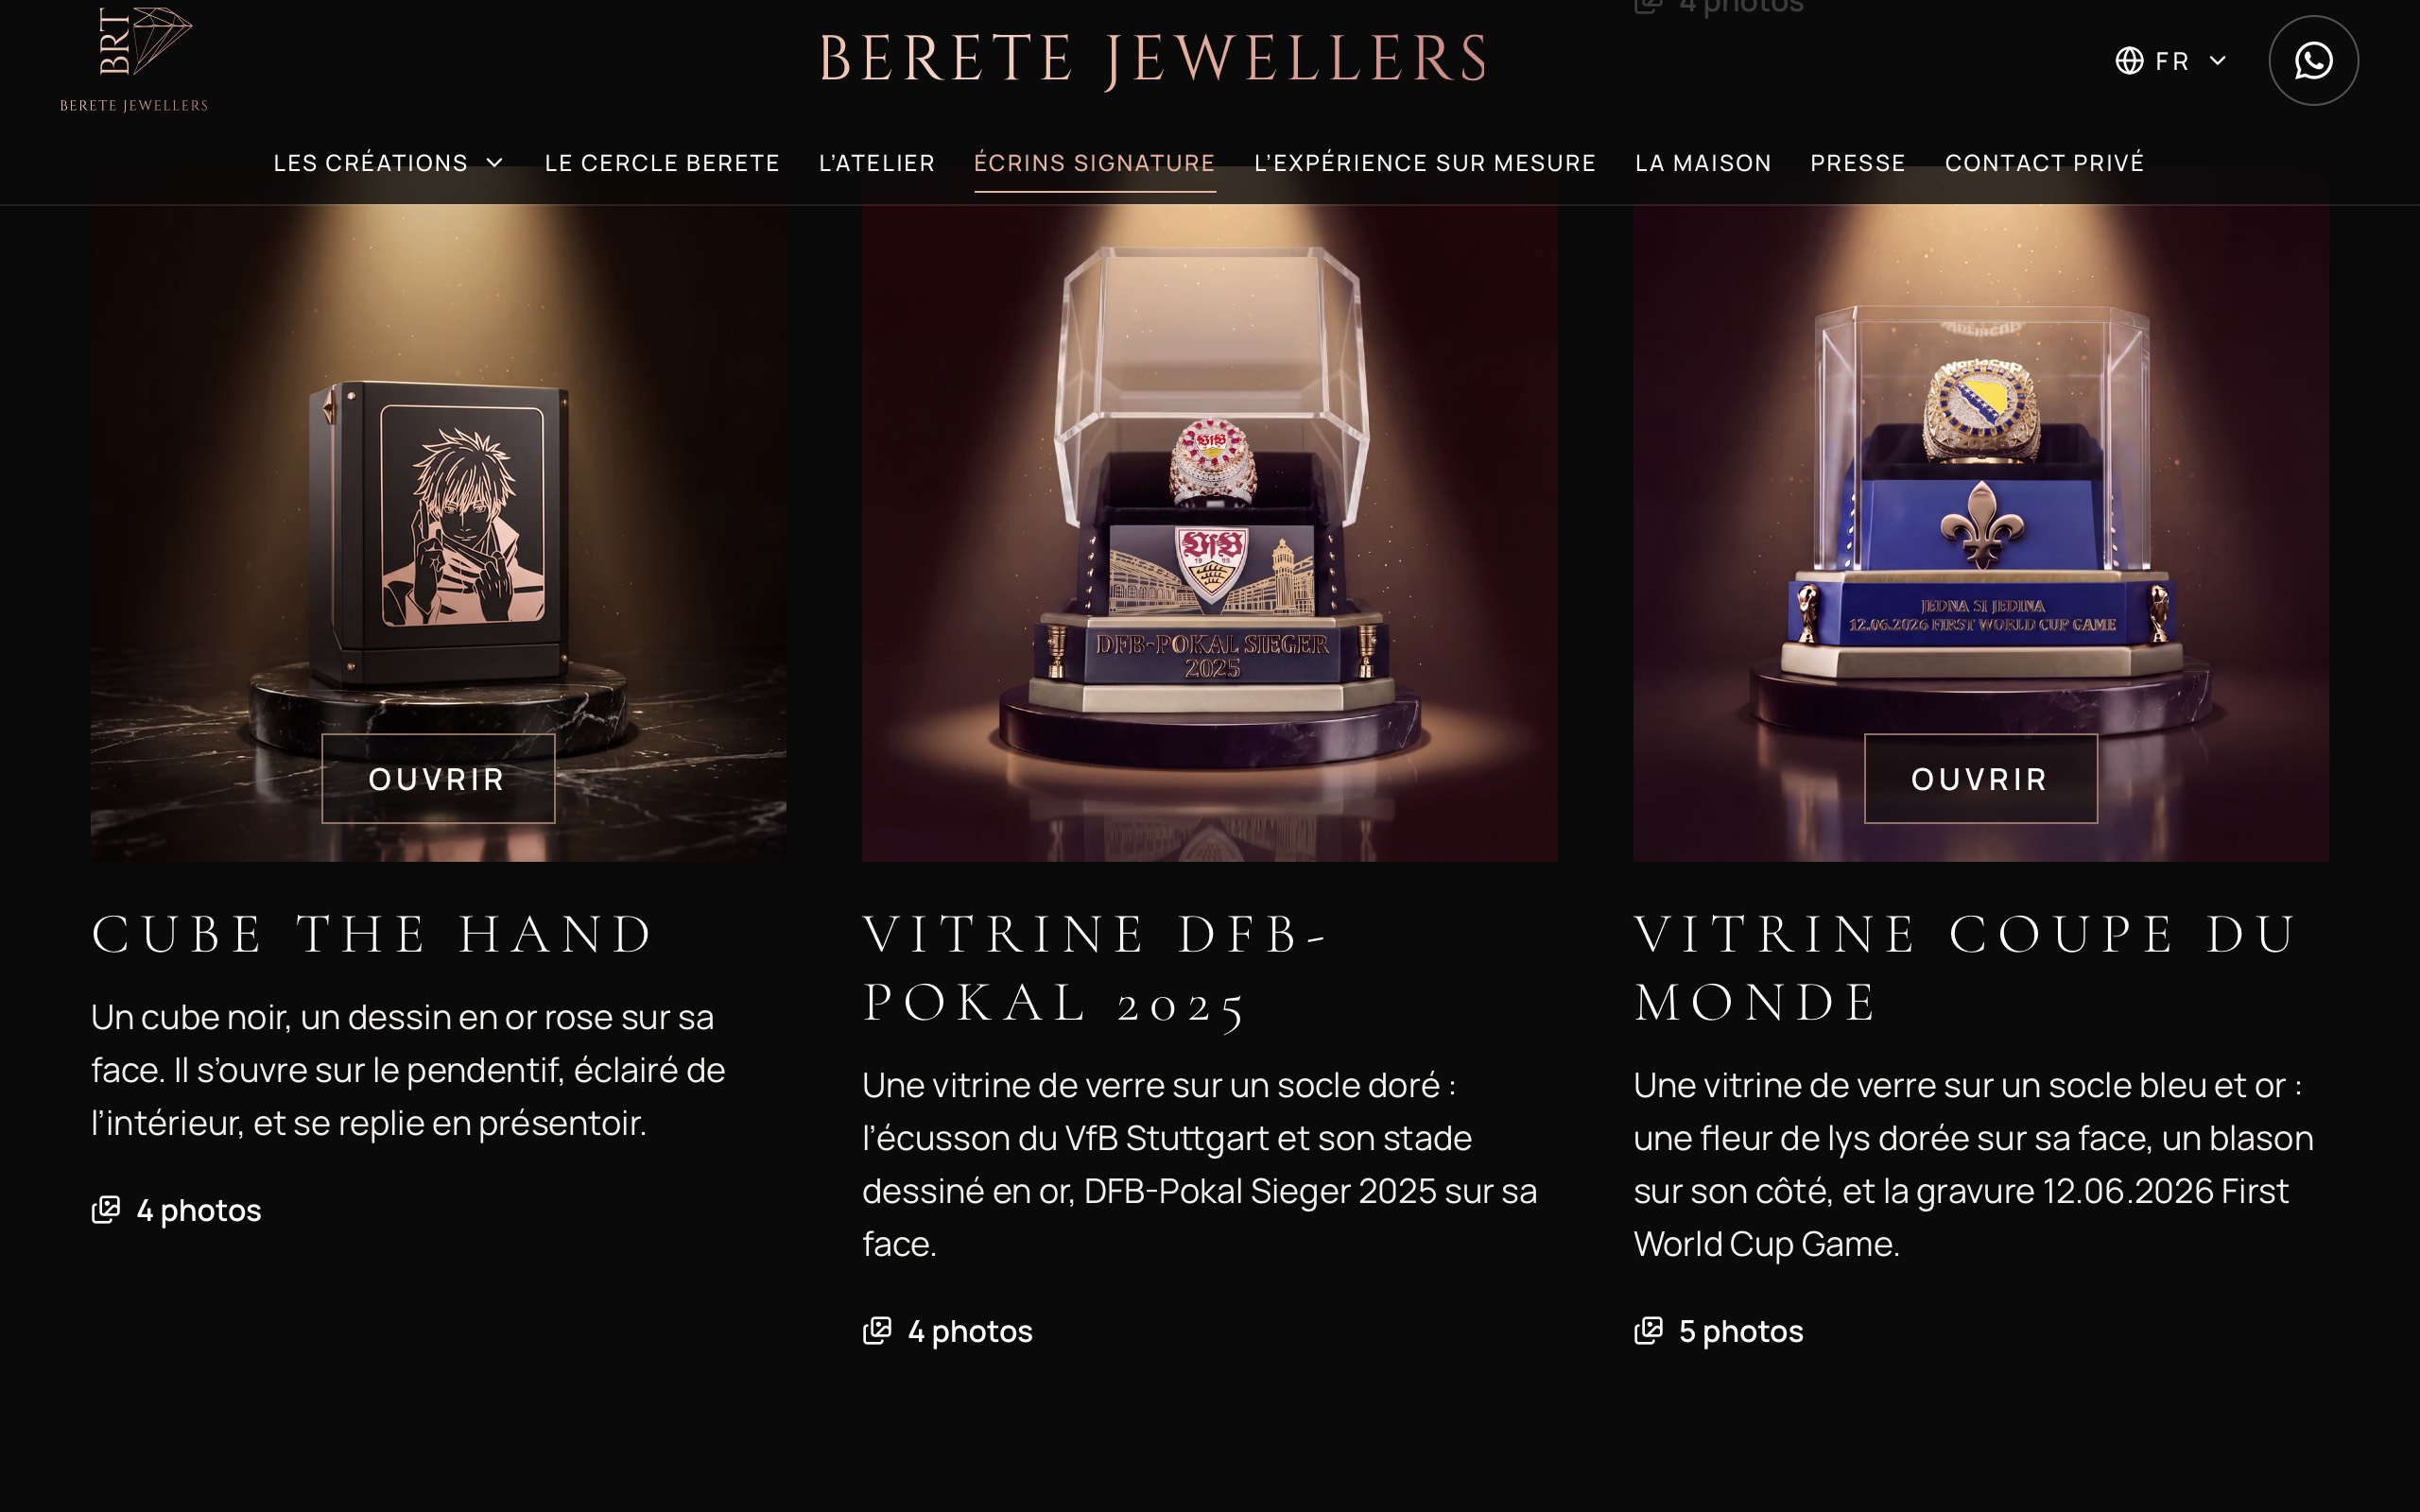 4 photos
BRT
BERETE JEWELLERS
BERETE JEWELLERS
FR
LES CRÉATIONS
LE CERCLE BERETE
L’ATELIER
ÉCRINS SIGNATURE
L’EXPÉRIENCE SUR MESURE
LA MAISON
PRESSE
CONTACT PRIVÉ
VfB
VfB
DFB-POKAL SIEGER
2025
WorldCup
JEDNA SI JEDINA
12.06.2026 FIRST WORLD CUP GAME
OUVRIR
OUVRIR
CUBE THE HAND
Un cube noir, un dessin en or rose sur sa
face. Il s’ouvre sur le pendentif, éclairé de
l’intérieur, et se replie en présentoir.
4 photos
VITRINE DFB-
POKAL 2025
Une vitrine de verre sur un socle doré :
l’écusson du VfB Stuttgart et son stade
dessiné en or, DFB-Pokal Sieger 2025 sur sa
face.
4 photos
VITRINE COUPE DU
MONDE
Une vitrine de verre sur un socle bleu et or :
une fleur de lys dorée sur sa face, un blason
sur son côté, et la gravure 12.06.2026 First
World Cup Game.
5 photos